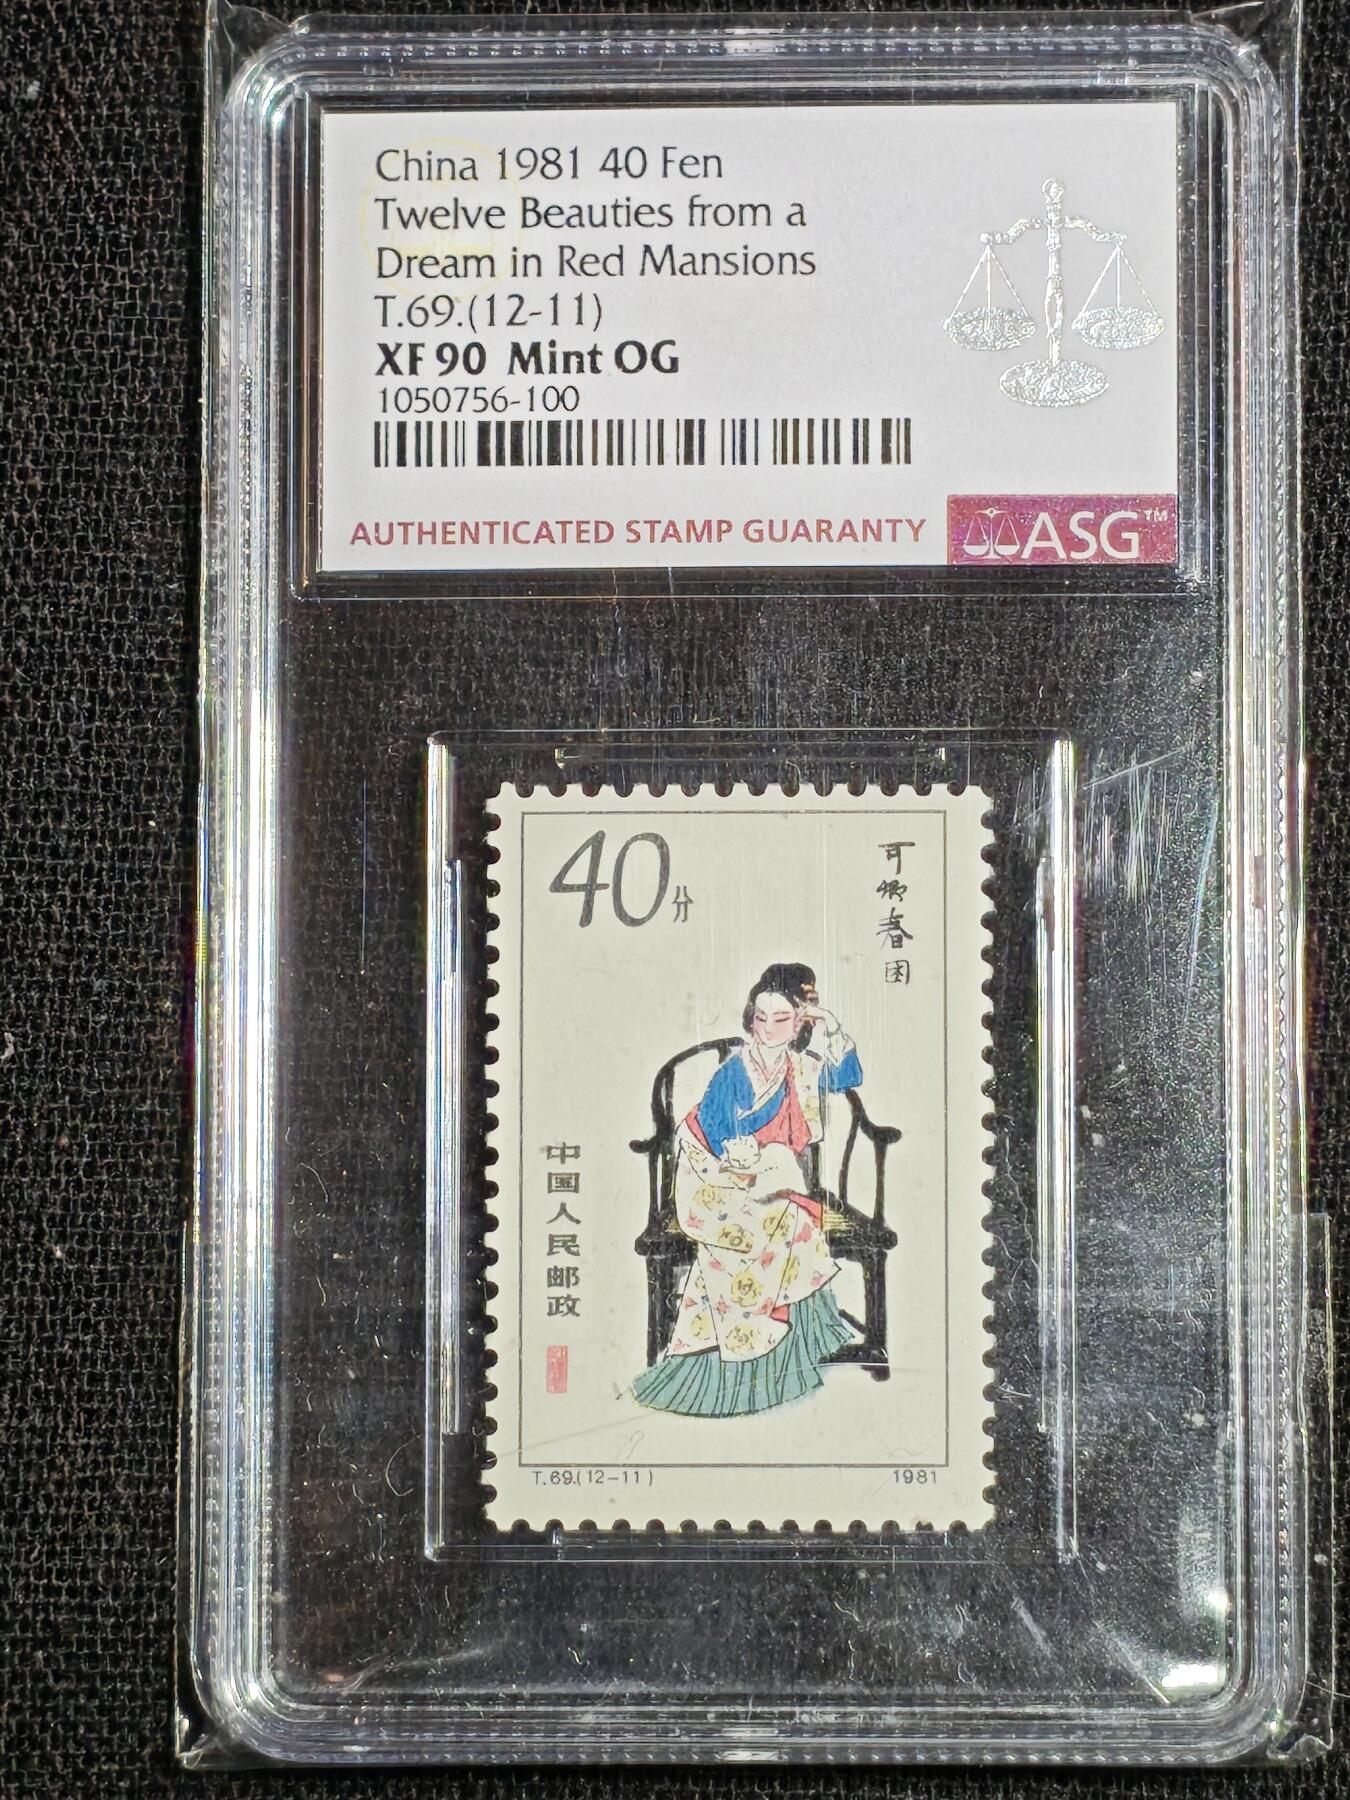 China 1981 40 Fen
Twelve Beauties from a
Dream in Red Mansions
T.69.(12-11)
XF 90 Mint OG
1050756-100
AUTHENTICATED STAMP GUARANTY
ASG™
40分
可卿春困
中国人民邮政
T.69.(12-11)
1981